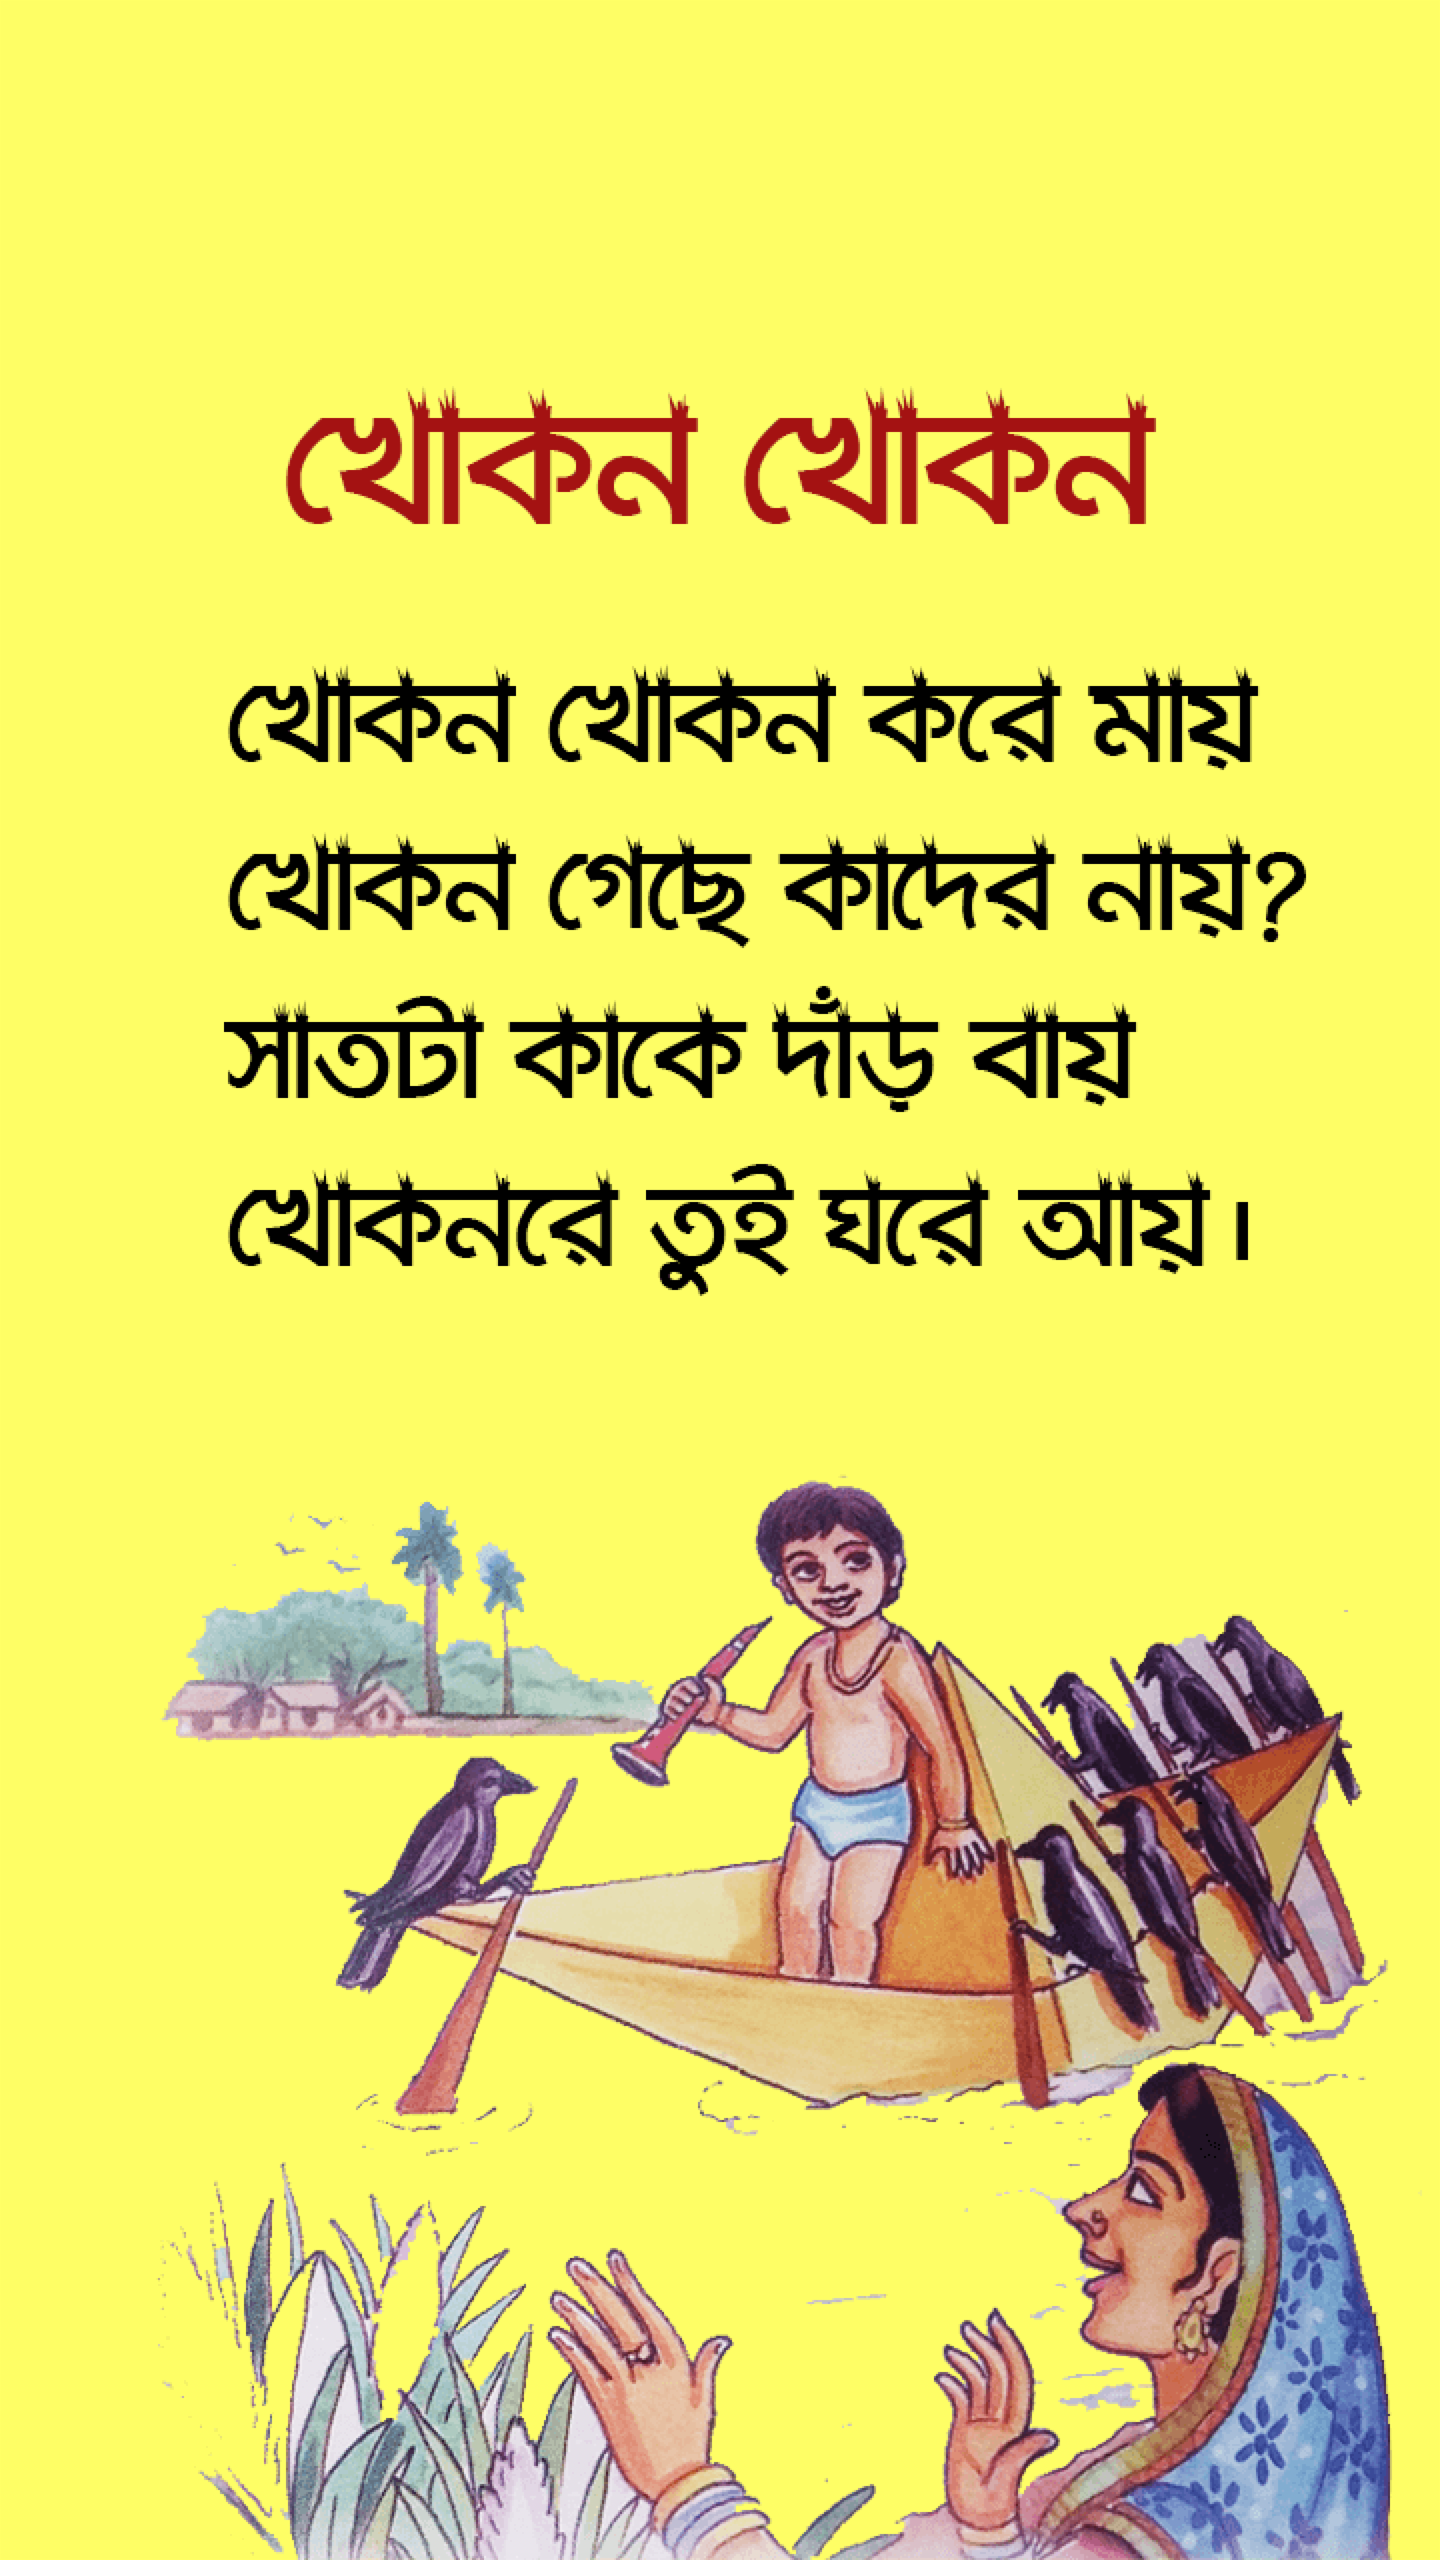 খোকন খোকন
খোকন খোকন করে মায়
খোকন গেছে কাদের নায়?
সাতটা কাকে দাঁড় বায়
খোকনরে তুই ঘরে আয়।